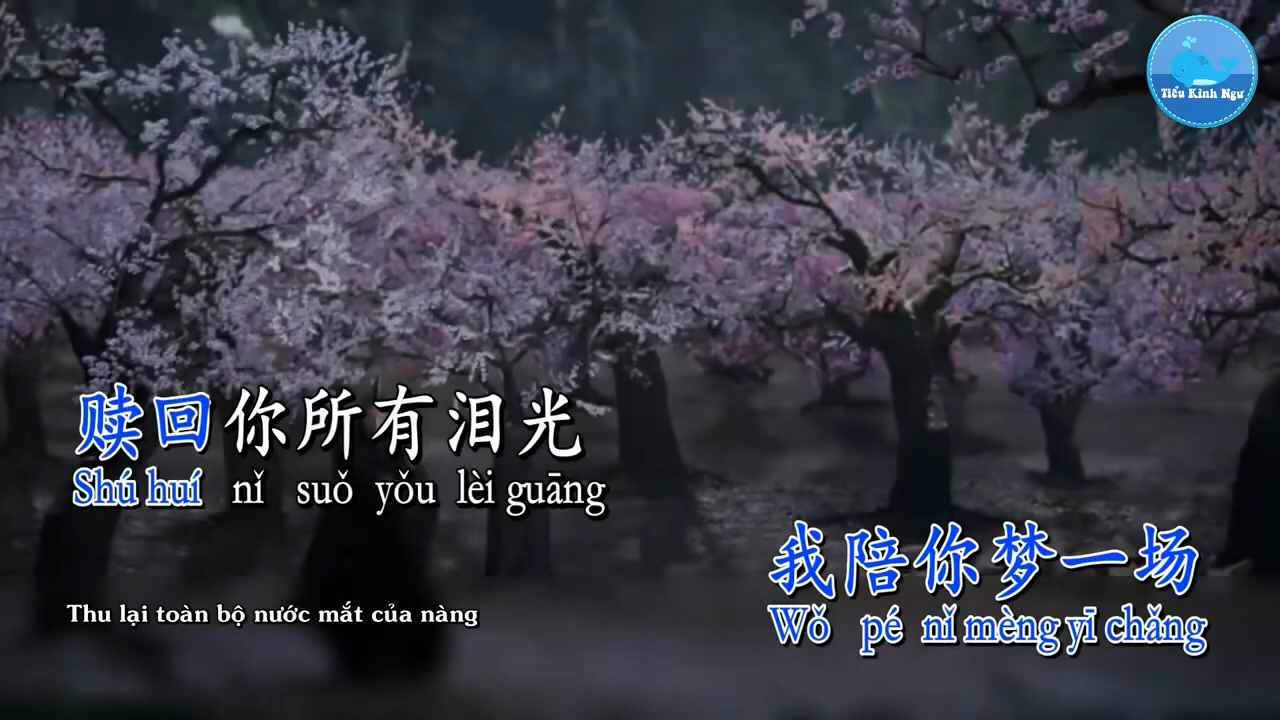 Tiểu Kình Ngư
赎回你所有泪光
Shú huí nǐ suǒ yǒu lèi guāng
我陪你梦一场
Wǒ pé nǐ mèng yī chǎng
Thu lại toàn bộ nước mắt của nàng